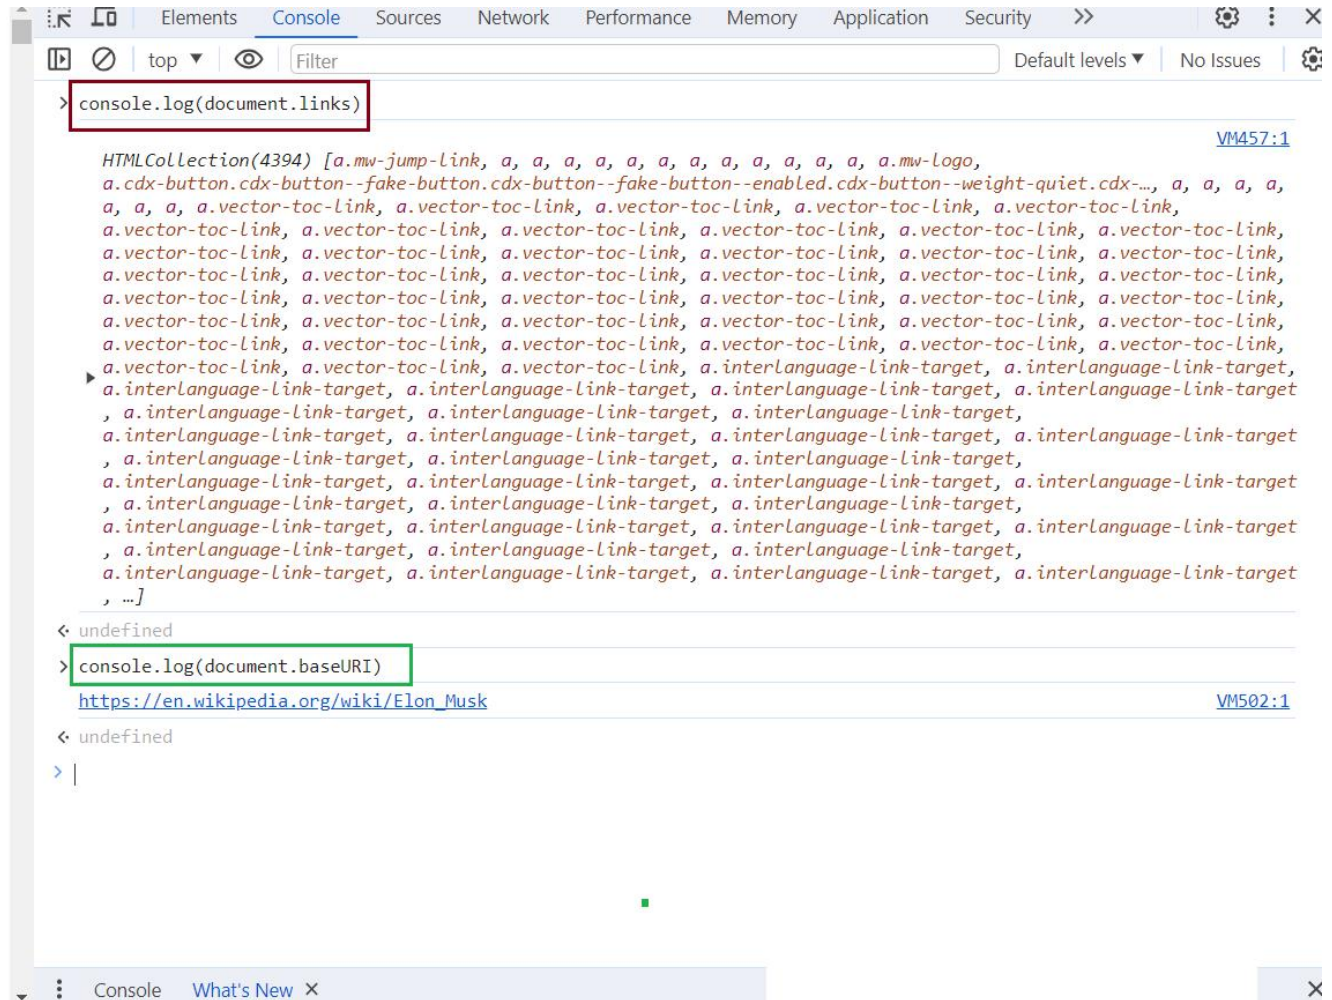 Elements Console Sources Network Performance Memory Application Security >>
top ▼ Filter Default levels ▼ No Issues
> console.log(document.links)
VM457:1
HTMLCollection(4394) [a.mw-jump-link, a, a, a, a, a, a, a, a, a, a, a, a, a.mw-logo,
a.cdx-button.cdx-button--fake-button.cdx-button--fake-button--enabled.cdx-button--weight-quiet.cdx-…, a, a, a, a,
a, a, a, a.vector-toc-link, a.vector-toc-link, a.vector-toc-link, a.vector-toc-link, a.vector-toc-link,
a.vector-toc-link, a.vector-toc-link, a.vector-toc-link, a.vector-toc-link, a.vector-toc-link, a.vector-toc-link,
a.vector-toc-link, a.vector-toc-link, a.vector-toc-link, a.vector-toc-link, a.vector-toc-link, a.vector-toc-link,
a.vector-toc-link, a.vector-toc-link, a.vector-toc-link, a.vector-toc-link, a.vector-toc-link, a.vector-toc-link,
a.vector-toc-link, a.vector-toc-link, a.vector-toc-link, a.vector-toc-link, a.vector-toc-link, a.vector-toc-link,
a.vector-toc-link, a.vector-toc-link, a.vector-toc-link, a.vector-toc-link, a.vector-toc-link, a.vector-toc-link,
a.vector-toc-link, a.vector-toc-link, a.vector-toc-link, a.vector-toc-link, a.vector-toc-link, a.vector-toc-link,
a.vector-toc-link, a.vector-toc-link, a.vector-toc-link, a.interlanguage-link-target, a.interlanguage-link-target,
a.interlanguage-link-target, a.interlanguage-link-target, a.interlanguage-link-target, a.interlanguage-link-target
, a.interlanguage-link-target, a.interlanguage-link-target, a.interlanguage-link-target,
a.interlanguage-link-target, a.interlanguage-link-target, a.interlanguage-link-target, a.interlanguage-link-target
, a.interlanguage-link-target, a.interlanguage-link-target, a.interlanguage-link-target,
a.interlanguage-link-target, a.interlanguage-link-target, a.interlanguage-link-target, a.interlanguage-link-target
, a.interlanguage-link-target, a.interlanguage-link-target, a.interlanguage-link-target,
a.interlanguage-link-target, a.interlanguage-link-target, a.interlanguage-link-target, a.interlanguage-link-target
, a.interlanguage-link-target, a.interlanguage-link-target, a.interlanguage-link-target,
a.interlanguage-link-target, a.interlanguage-link-target, a.interlanguage-link-target, a.interlanguage-link-target
, …]
undefined
> console.log(document.baseURI)
https://en.wikipedia.org/wiki/Elon_Musk VM502:1
undefined
>
Console What's New ×